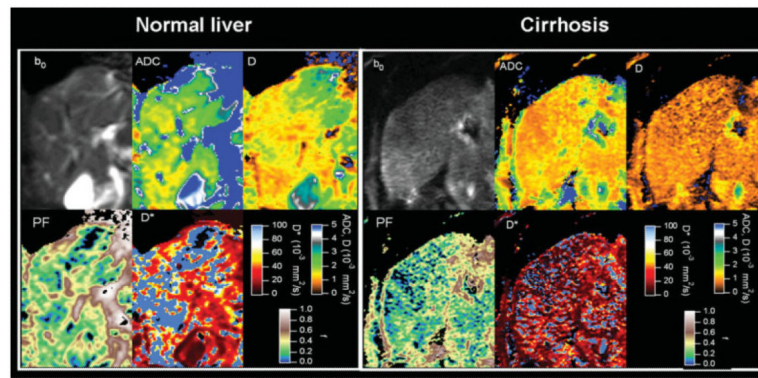 Normal liver
Cirrhosis
b0
ADC
D
PF
D*
100
80
60
40
20
0
D* (10⁻³ mm²/s)
5
4
3
2
1
0
ADC, D (10⁻³ mm²/s)
1.0
0.8
0.6
0.4
0.2
0.0
f
b0
ADC
D
PF
D*
100
80
60
40
20
0
D* (10⁻³ mm²/s)
5
4
3
2
1
0
ADC, D (10⁻³ mm²/s)
1.0
0.8
0.6
0.4
0.2
0.0
f